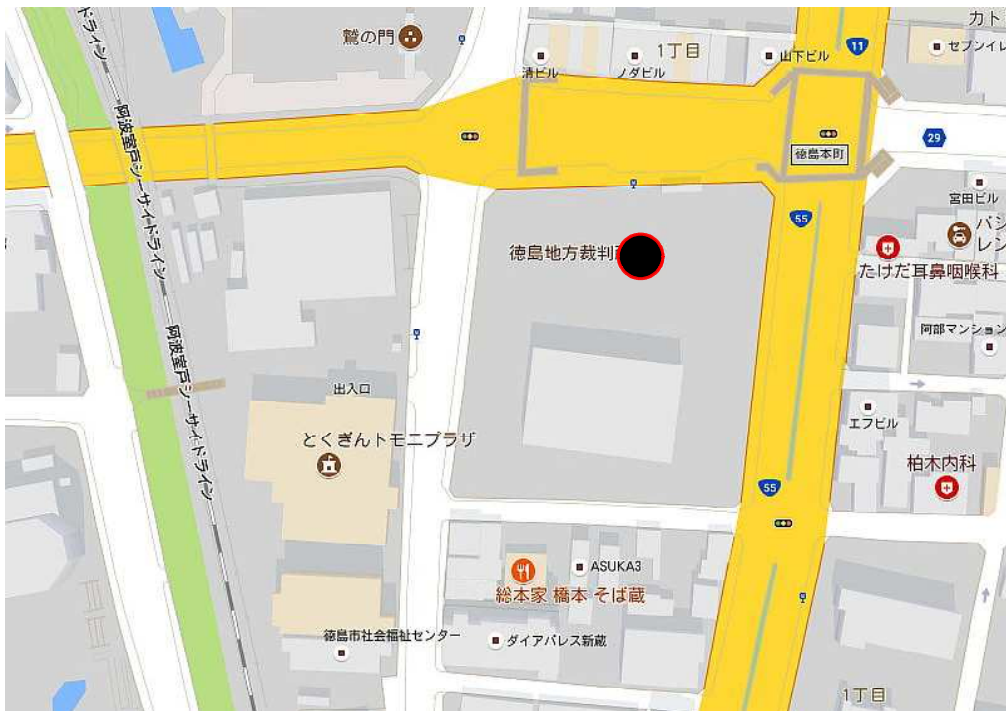 カト
鷲の門
1丁目
11
セブンイレ
清ビル
ノダビル
山下ビル
29
徳島本町
阿波室戸シーサイドライン
宮田ビル
55
バン
レン
徳島地方裁判
たけだ耳鼻咽喉科
阿波室戸シーサイドライン
阿部マンション
出入口
エフビル
とくぎんトモニプラザ
柏木内科
55
ASUKA3
総本家 橋本 そば蔵
徳島市社会福祉センター
ダイアパレス新蔵
1丁目